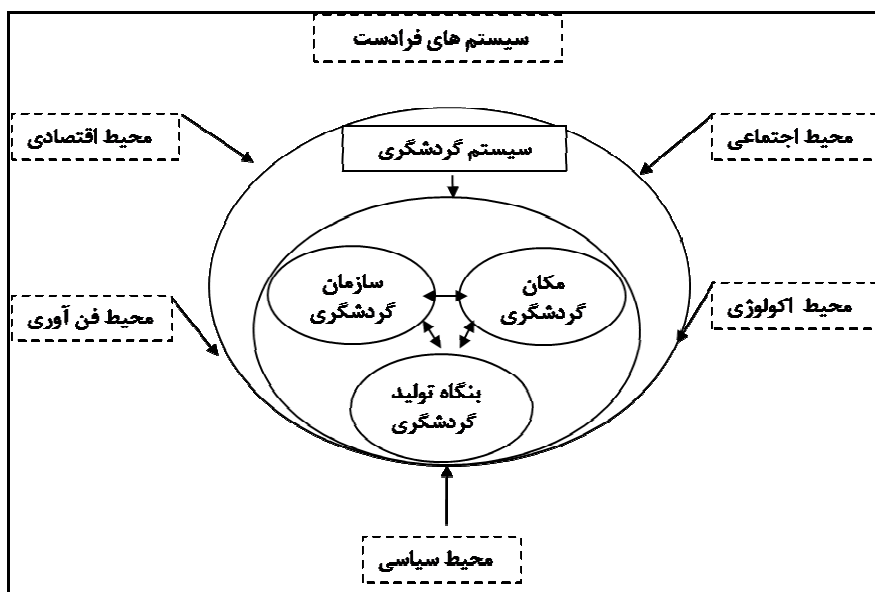 سیستم های فرادست
محیط اجتماعی
محیط اقتصادی
سیستم گردشگری
مکان
گردشگری
سازمان
گردشگری
محیط اکولوژی
محیط فن آوری
بنگاه تولید
گردشگری
محیط سیاسی